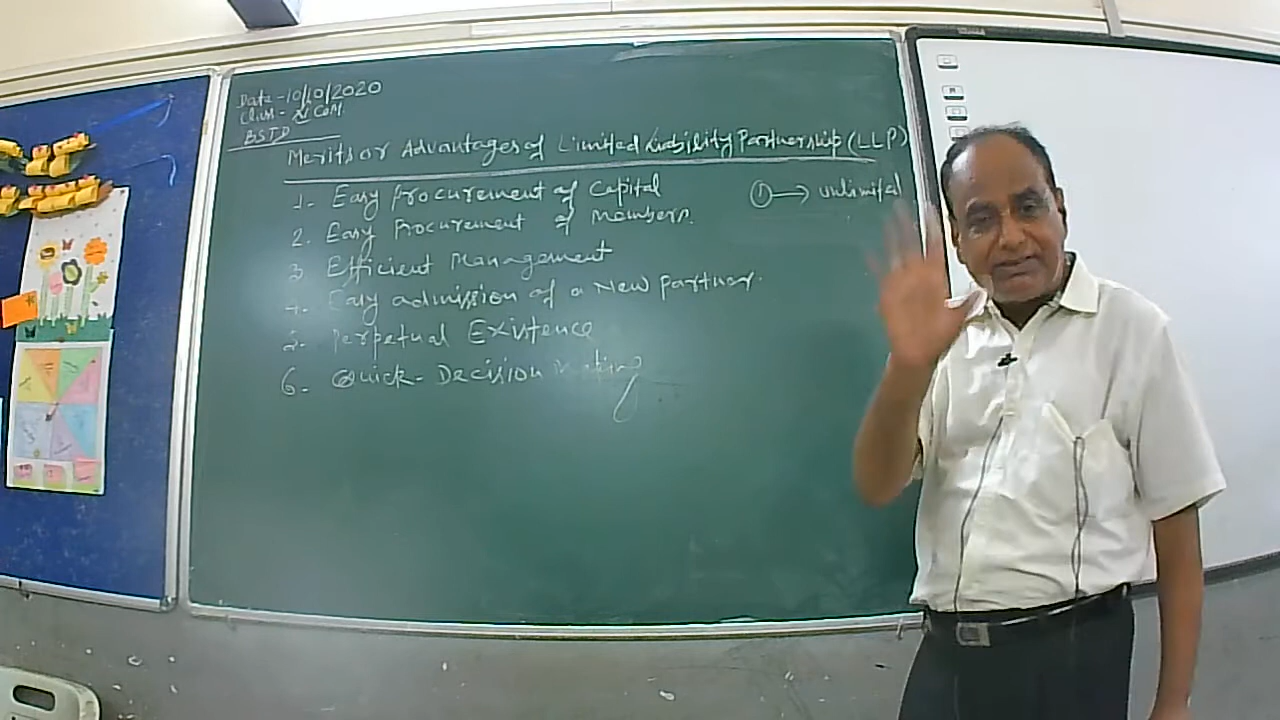 Date - 10/10/2020
Class - XI Com
BSTD
Merits or Advantages of Limited Liability Partnership (LLP)
1. Easy Procurement of Capital
① → unlimited
2. Easy Procurement of Members.
3 Efficient Management
4. Easy admission of a New Partner.
5. Perpetual Existence
6. Quick - Decision Making